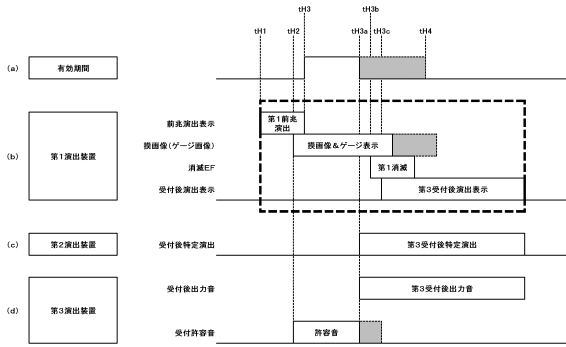 tH3 tH3b
tH1 tH2 tH3a tH3c tH4
(a) 有効期間
前兆演出表示 第1前兆
演出
(b) 第1演出装置 摸画像(ゲージ画像) 摸画像&ゲージ表示
消滅EF 第1消滅
受付後演出表示 第3受付後演出表示
(c) 第2演出装置 受付後特定演出 第3受付後特定演出
受付後出力音 第3受付後出力音
(d) 第3演出装置
受付許容音 許容音